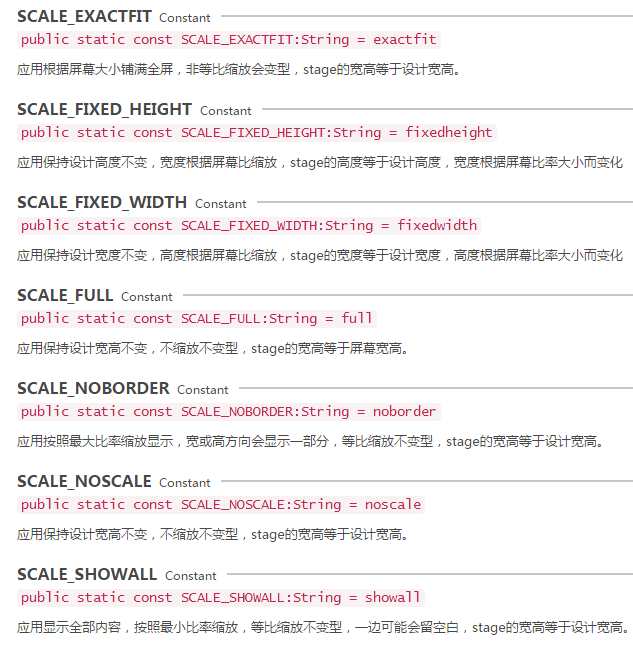 SCALE_EXACTFIT Constant
public static const SCALE_EXACTFIT:String = exactfit
应用根据屏幕大小铺满全屏，非等比缩放会变型，stage的宽高等于设计宽高。
SCALE_FIXED_HEIGHT Constant
public static const SCALE_FIXED_HEIGHT:String = fixedheight
应用保持设计高度不变，宽度根据屏幕比缩放，stage的高度等于设计高度，宽度根据屏幕比率大小而变化
SCALE_FIXED_WIDTH Constant
public static const SCALE_FIXED_WIDTH:String = fixedwidth
应用保持设计宽度不变，高度根据屏幕比缩放，stage的宽度等于设计宽度，高度根据屏幕比率大小而变化
SCALE_FULL Constant
public static const SCALE_FULL:String = full
应用保持设计宽高不变，不缩放不变型，stage的宽高等于屏幕宽高。
SCALE_NOBORDER Constant
public static const SCALE_NOBORDER:String = noborder
应用按照最大比率缩放显示，宽或高方向会显示一部分，等比缩放不变型，stage的宽高等于设计宽高。
SCALE_NOSCALE Constant
public static const SCALE_NOSCALE:String = noscale
应用保持设计宽高不变，不缩放不变型，stage的宽高等于设计宽高。
SCALE_SHOWALL Constant
public static const SCALE_SHOWALL:String = showall
应用显示全部内容，按照最小比率缩放，等比缩放不变型，一边可能会留空白，stage的宽高等于设计宽高。